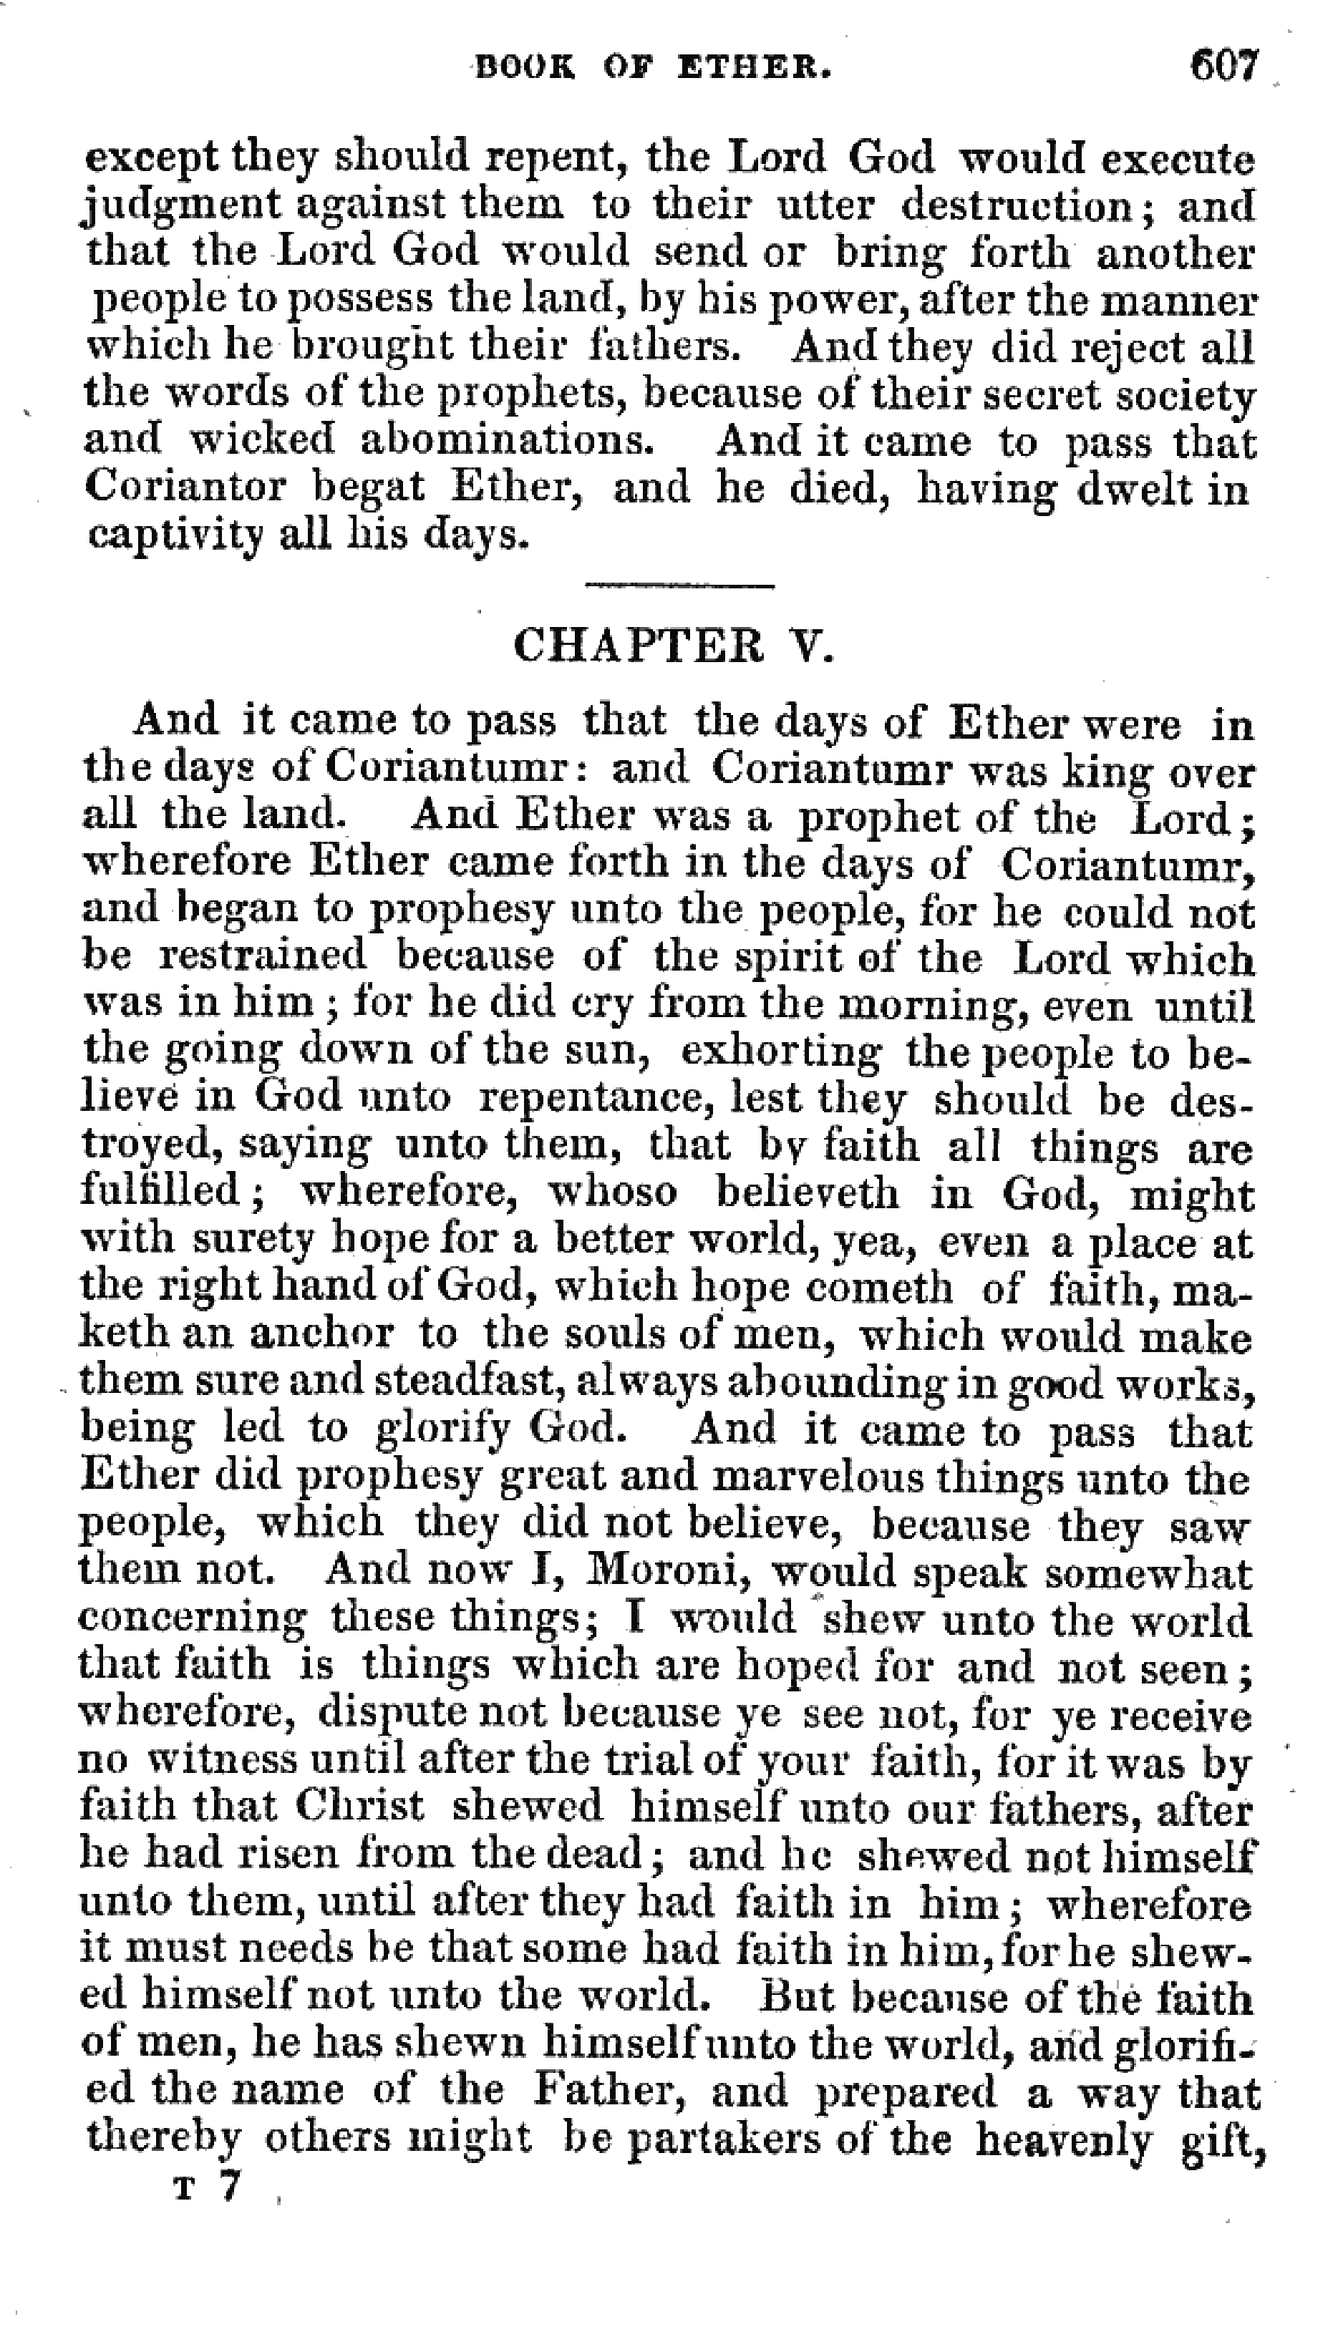 BOOK OF ETHER. 607
except they should repent, the Lord God would execute
judgment against them to their utter destruction; and
that the Lord God would send or bring forth another
people to possess the land, by his power, after the manner
which he brought their fathers. And they did reject all
the words of the prophets, because of their secret society
and wicked abominations. And it came to pass that
Coriantor begat Ether, and he died, having dwelt in
captivity all his days.
CHAPTER V.
And it came to pass that the days of Ether were in
the days of Coriantumr: and Coriantumr was king over
all the land. And Ether was a prophet of the Lord;
wherefore Ether came forth in the days of Coriantumr,
and began to prophesy unto the people, for he could not
be restrained because of the spirit of the Lord which
was in him; for he did cry from the morning, even until
the going down of the sun, exhorting the people to be-
lieve in God unto repentance, lest they should be des-
troyed, saying unto them, that by faith all things are
fulfilled; wherefore, whoso believeth in God, might
with surety hope for a better world, yea, even a place at
the right hand of God, which hope cometh of faith, ma-
keth an anchor to the souls of men, which would make
them sure and steadfast, always abounding in good works,
being led to glorify God. And it came to pass that
Ether did prophesy great and marvelous things unto the
people, which they did not believe, because they saw
them not. And now I, Moroni, would speak somewhat
concerning these things; I would shew unto the world
that faith is things which are hoped for and not seen;
wherefore, dispute not because ye see not, for ye receive
no witness until after the trial of your faith, for it was by
faith that Christ shewed himself unto our fathers, after
he had risen from the dead; and he shewed not himself
unto them, until after they had faith in him; wherefore
it must needs be that some had faith in him, for he shew-
ed himself not unto the world. But because of the faith
of men, he has shewn himself unto the world, and glorifi-
ed the name of the Father, and prepared a way that
thereby others might be partakers of the heavenly gift,
T 7